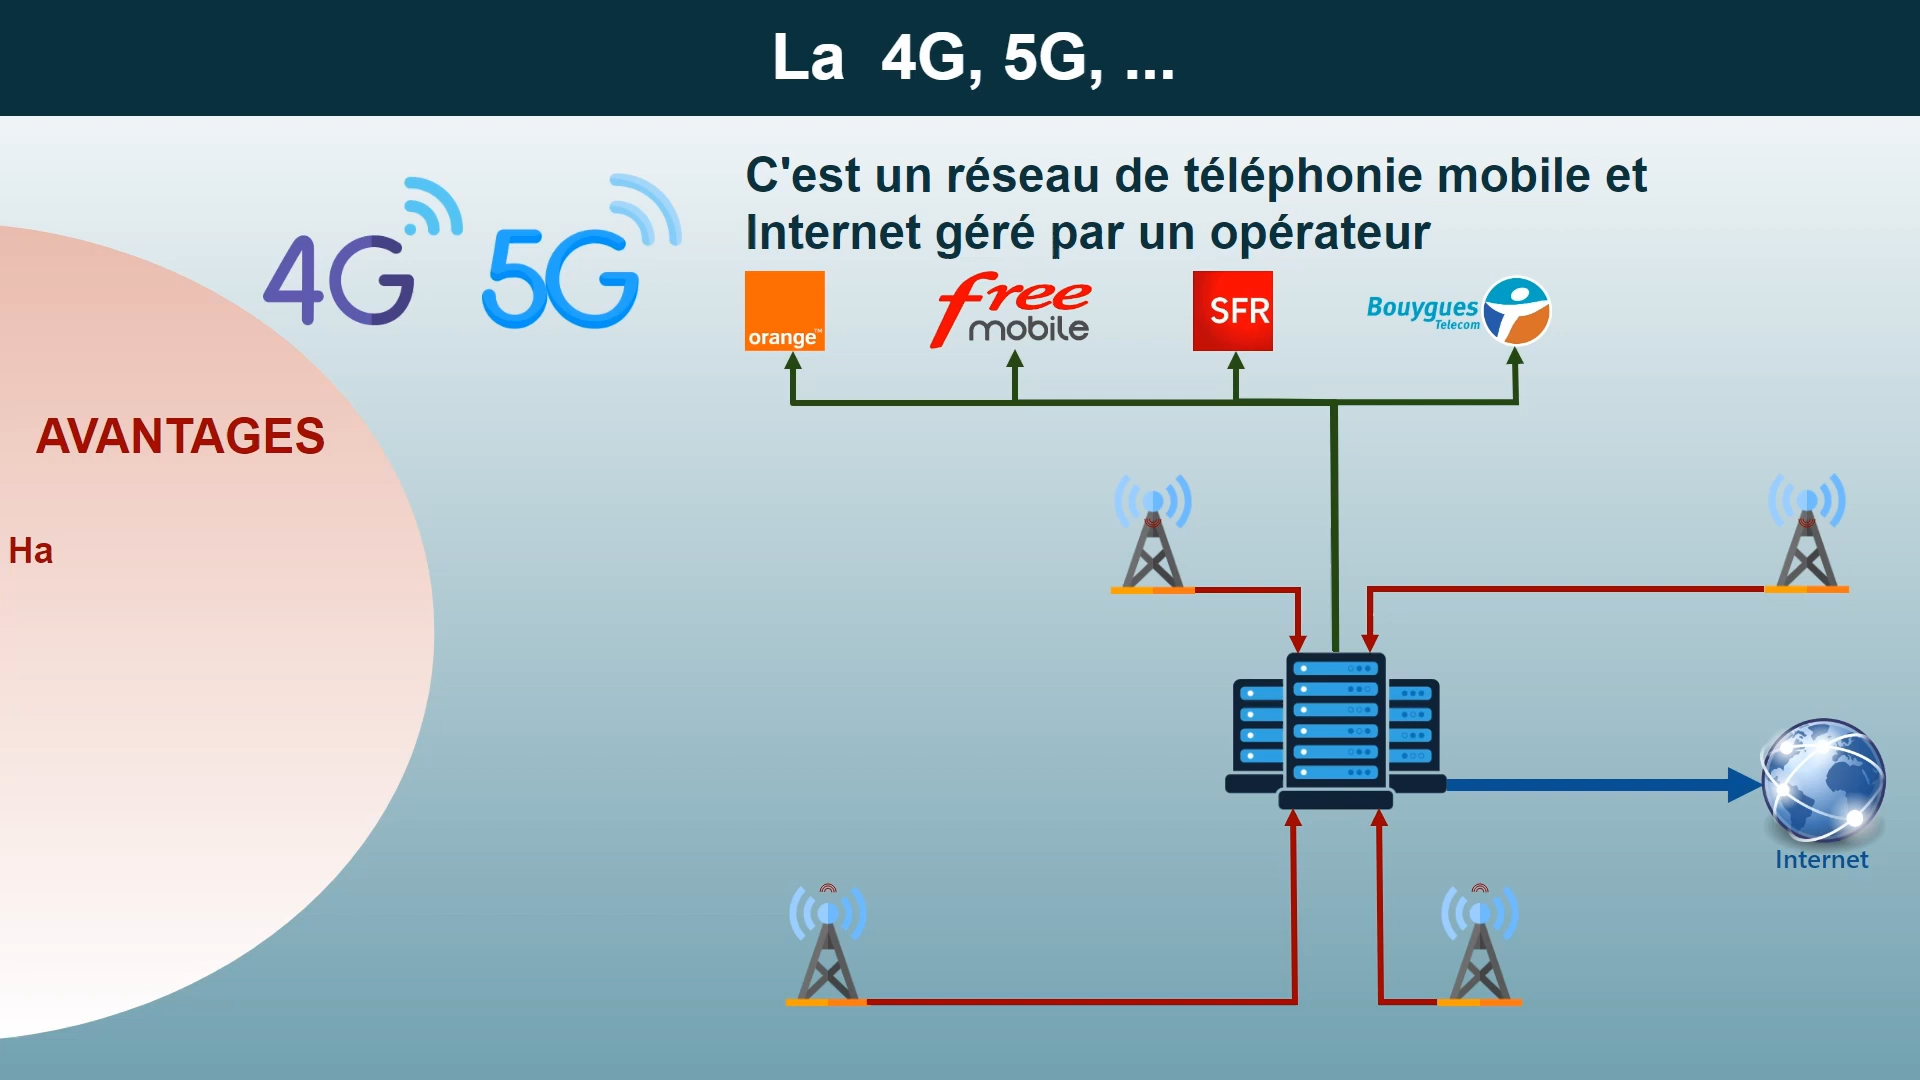 La 4G, 5G, ...
C'est un réseau de téléphonie mobile et
Internet géré par un opérateur
4G
5G
orange™
free
mobile
SFR
Bouygues
Telecom
AVANTAGES
Ha
Internet